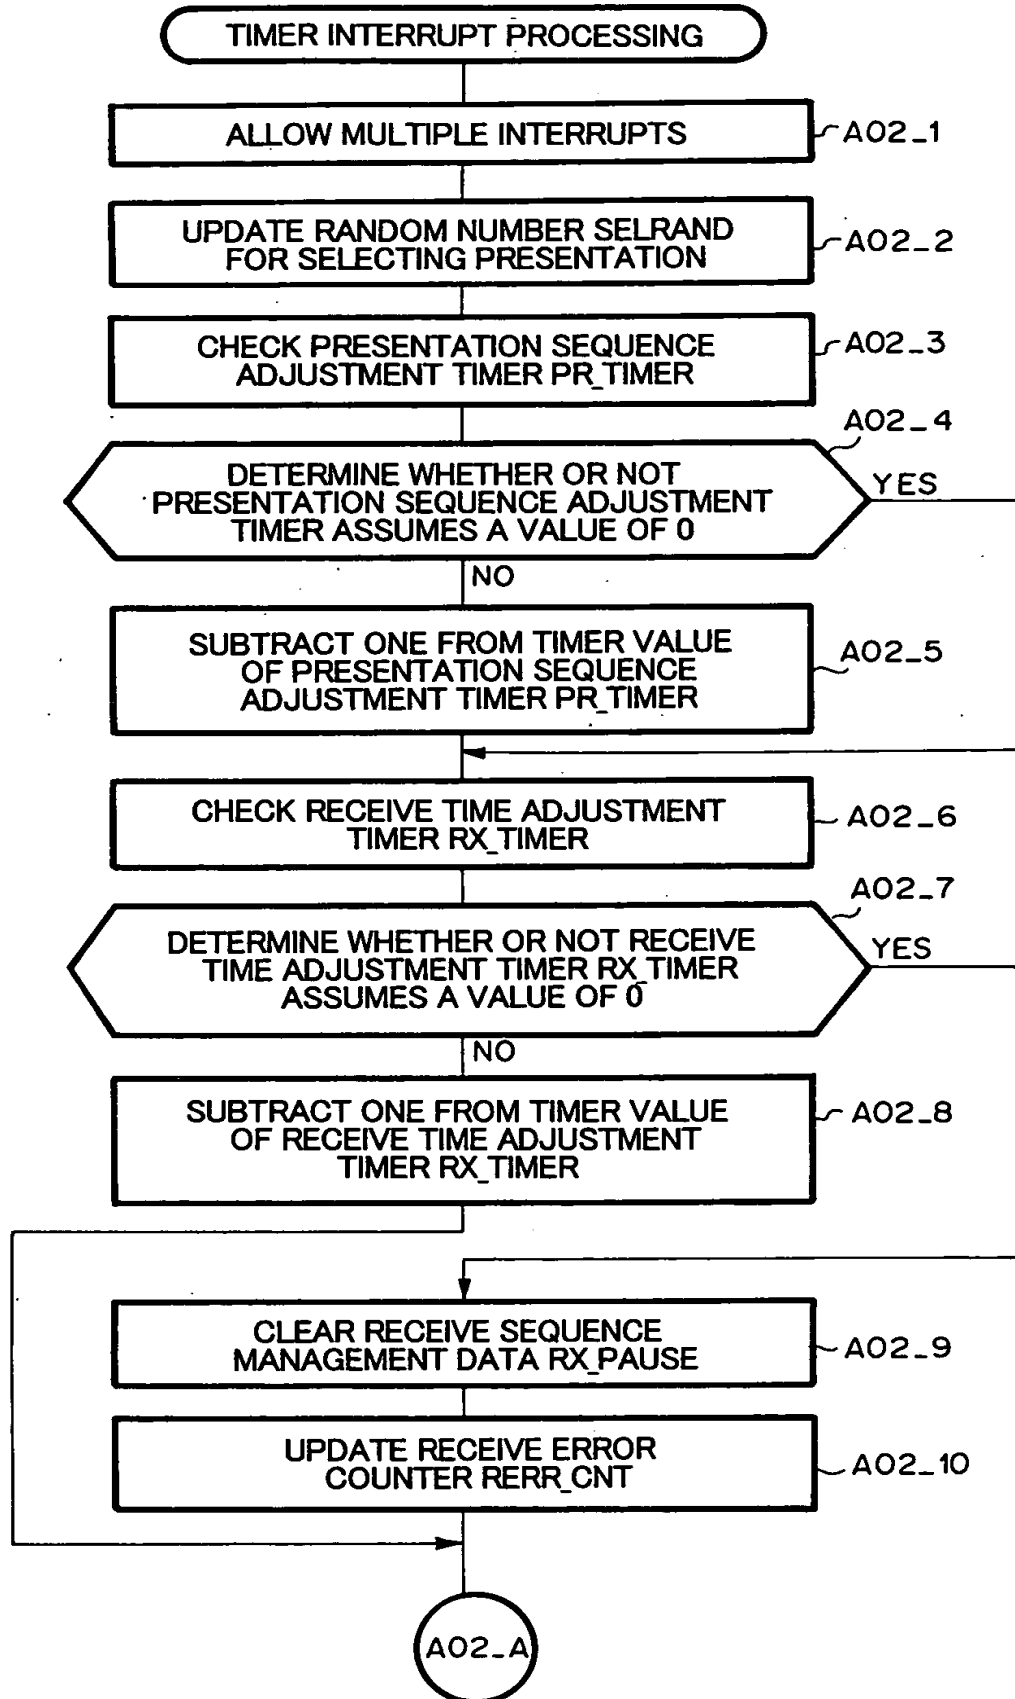 TIMER INTERRUPT PROCESSING
ALLOW MULTIPLE INTERRUPTS
A02_1
UPDATE RANDOM NUMBER SELRAND
FOR SELECTING PRESENTATION
A02_2
CHECK PRESENTATION SEQUENCE
ADJUSTMENT TIMER PR_TIMER
A02_3
A02_4
DETERMINE WHETHER OR NOT
PRESENTATION SEQUENCE ADJUSTMENT
TIMER ASSUMES A VALUE OF 0
YES
NO
SUBTRACT ONE FROM TIMER VALUE
OF PRESENTATION SEQUENCE
ADJUSTMENT TIMER PR_TIMER
A02_5
CHECK RECEIVE TIME ADJUSTMENT
TIMER RX_TIMER
A02_6
A02_7
DETERMINE WHETHER OR NOT RECEIVE
TIME ADJUSTMENT TIMER RX_TIMER
ASSUMES A VALUE OF 0
YES
NO
SUBTRACT ONE FROM TIMER VALUE
OF RECEIVE TIME ADJUSTMENT
TIMER RX_TIMER
A02_8
CLEAR RECEIVE SEQUENCE
MANAGEMENT DATA RX_PAUSE
A02_9
UPDATE RECEIVE ERROR
COUNTER RERR_CNT
A02_10
A02_A